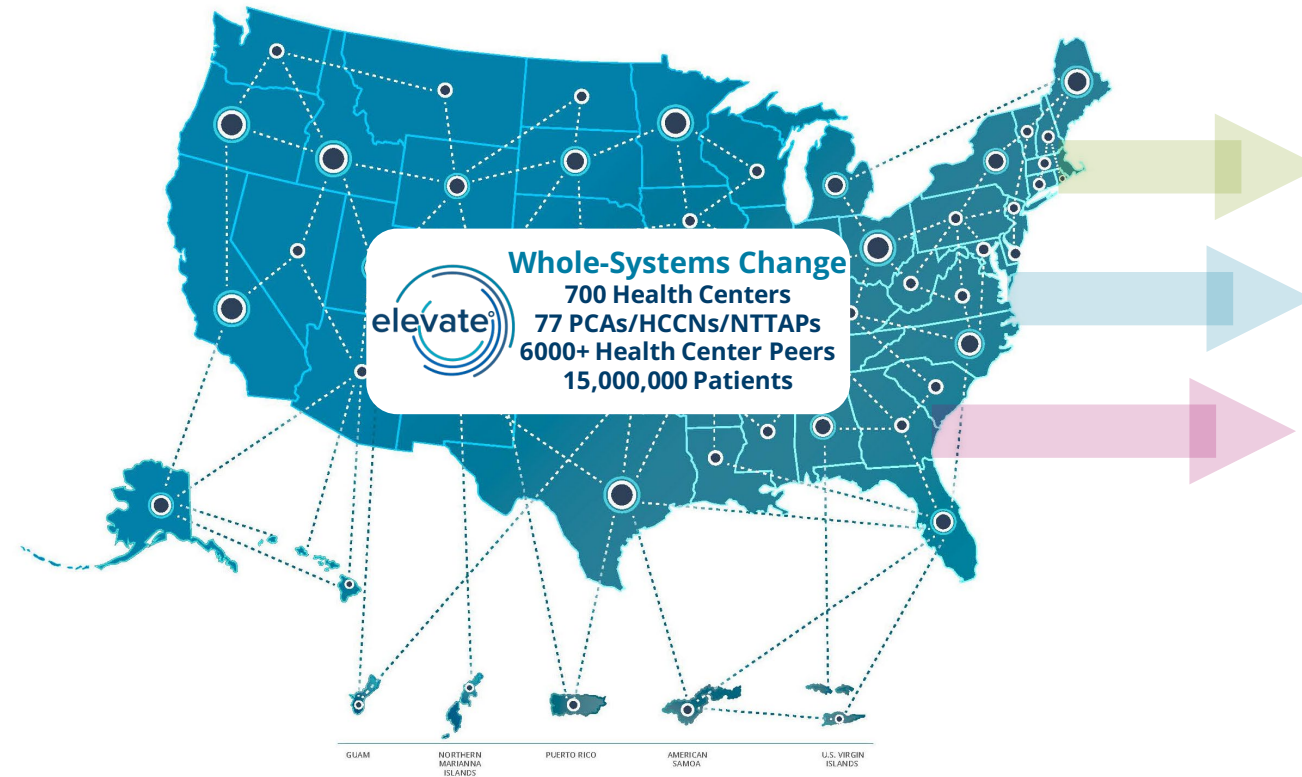 Whole-Systems Change
elevate
700 Health Centers
77 PCAs/HCCNs/NTTAPs
6000+ Health Center Peers
15,000,000 Patients
GUAM
NORTHERN
MARIANNA
ISLANDS
PUERTO RICO
AMERICAN
SAMOA
U.S. VIRGIN
ISLANDS